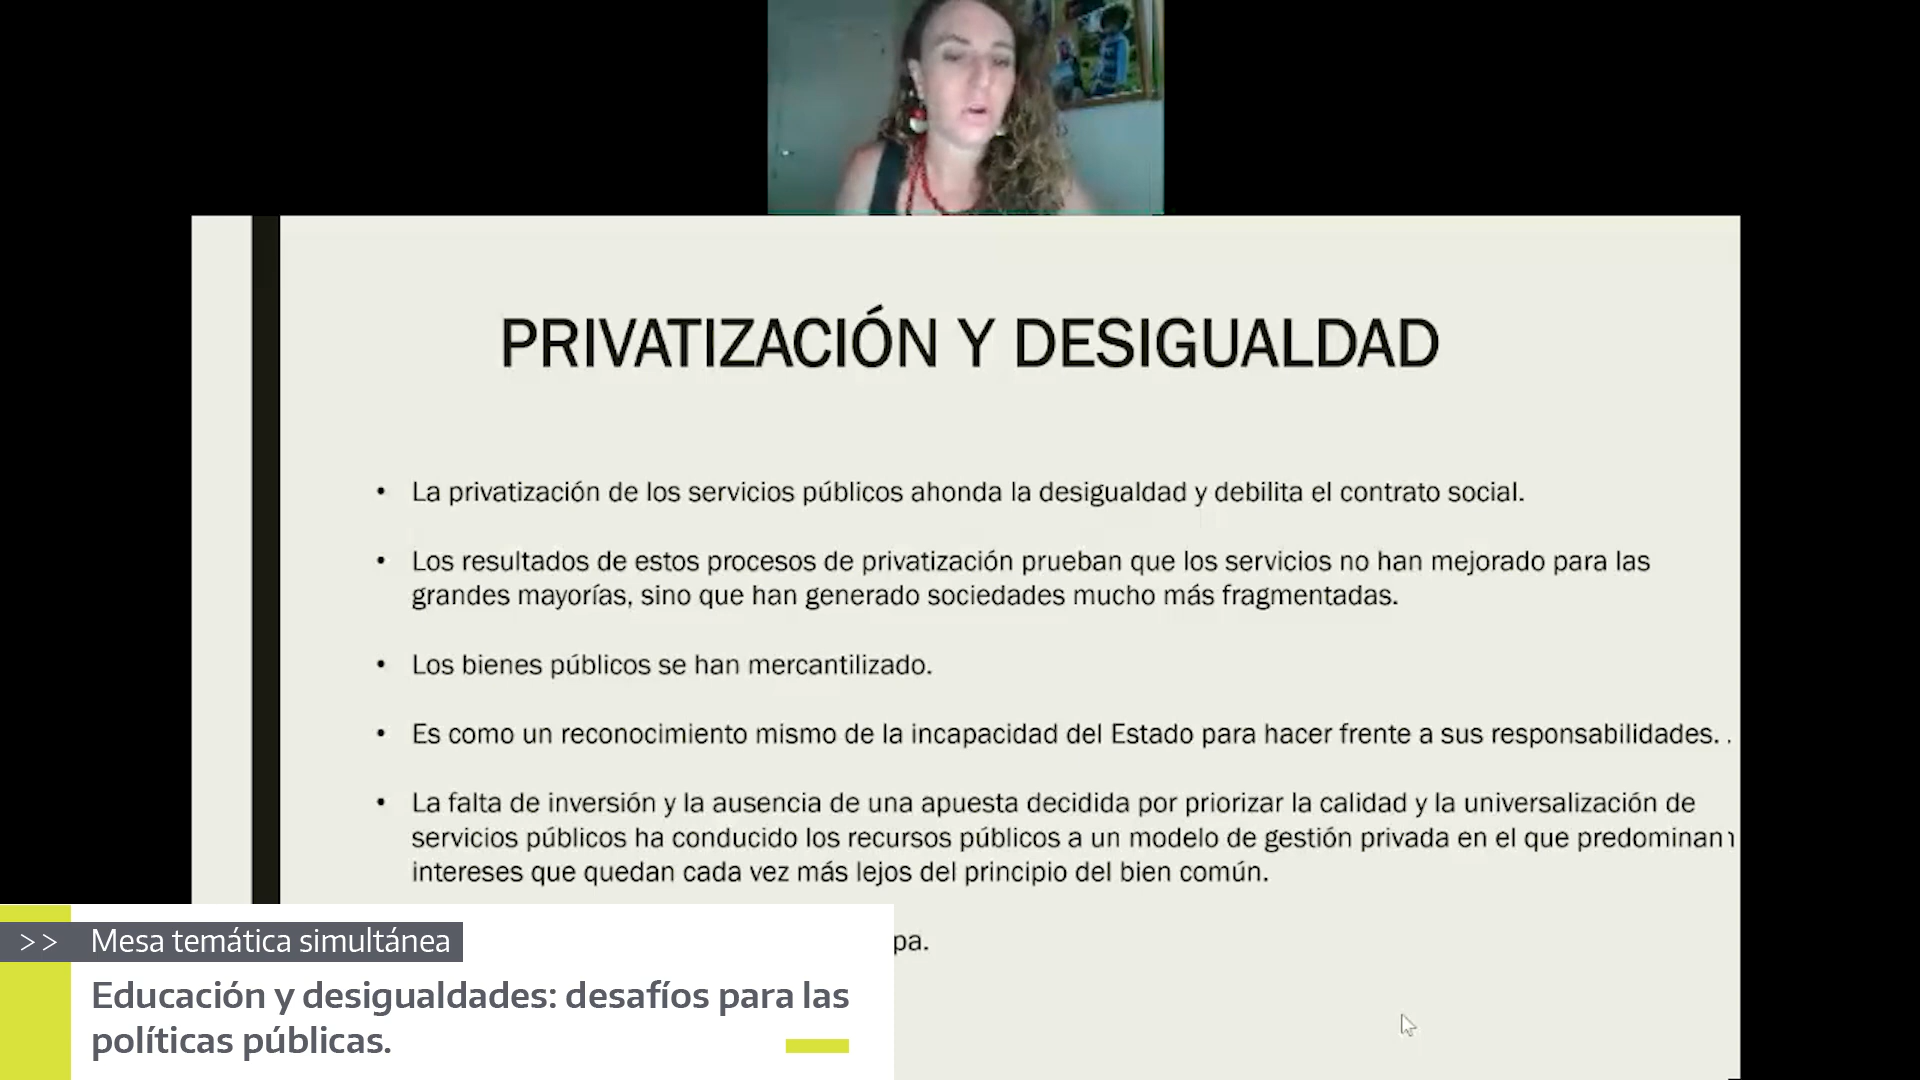 PRIVATIZACIÓN Y DESIGUALDAD
• La privatización de los servicios públicos ahonda la desigualdad y debilita el contrato social.
• Los resultados de estos procesos de privatización prueban que los servicios no han mejorado para las
grandes mayorías, sino que han generado sociedades mucho más fragmentadas.
• Los bienes públicos se han mercantilizado.
• Es como un reconocimiento mismo de la incapacidad del Estado para hacer frente a sus responsabilidades. .
• La falta de inversión y la ausencia de una apuesta decidida por priorizar la calidad y la universalización de
servicios públicos ha conducido los recursos públicos a un modelo de gestión privada en el que predominan
intereses que quedan cada vez más lejos del principio del bien común.
>> Mesa temática simultánea
Educación y desigualdades: desafíos para las
políticas públicas.